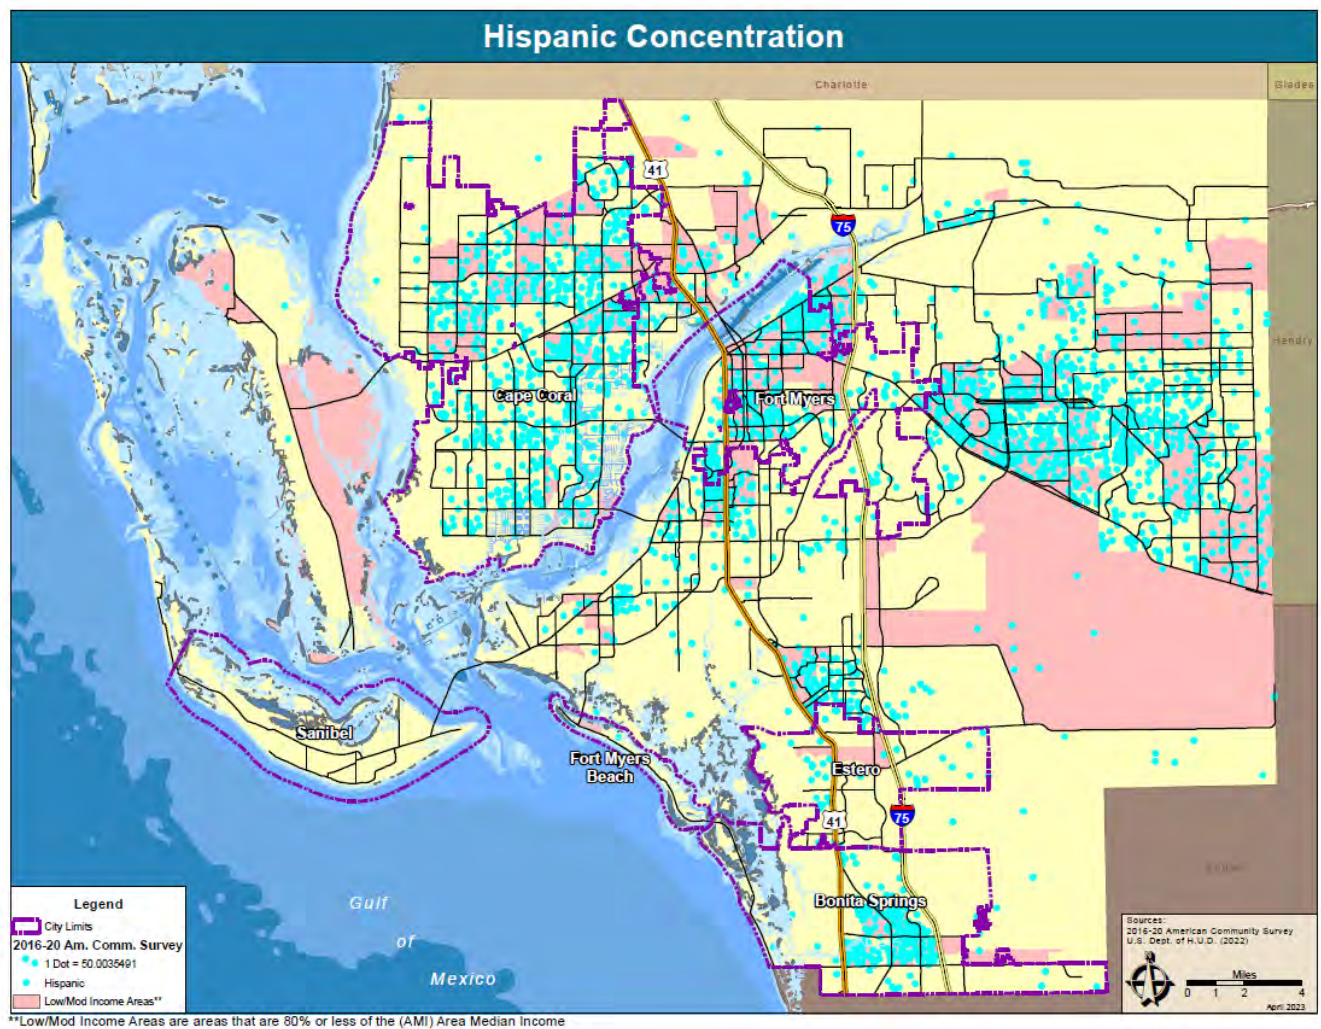 Hispanic Concentration
Charlotte
Glades
41
75
Hendry
Cape Coral
Fort Myers
Sanibel
Fort Myers
Beach
Estero
41
75
Bonita Springs
Gulf
of
Mexico
Legend
City Limits
2016-20 Am. Comm. Survey
1 Dot = 50.0035491
Hispanic
Low/Mod Income Areas**
Sources:
2016-20 American Community Survey
U.S. Dept. of H.U.D. (2022)
N
Miles
0 1 2 4
April 2023
**Low/Mod Income Areas are areas that are 80% or less of the (AMI) Area Median Income